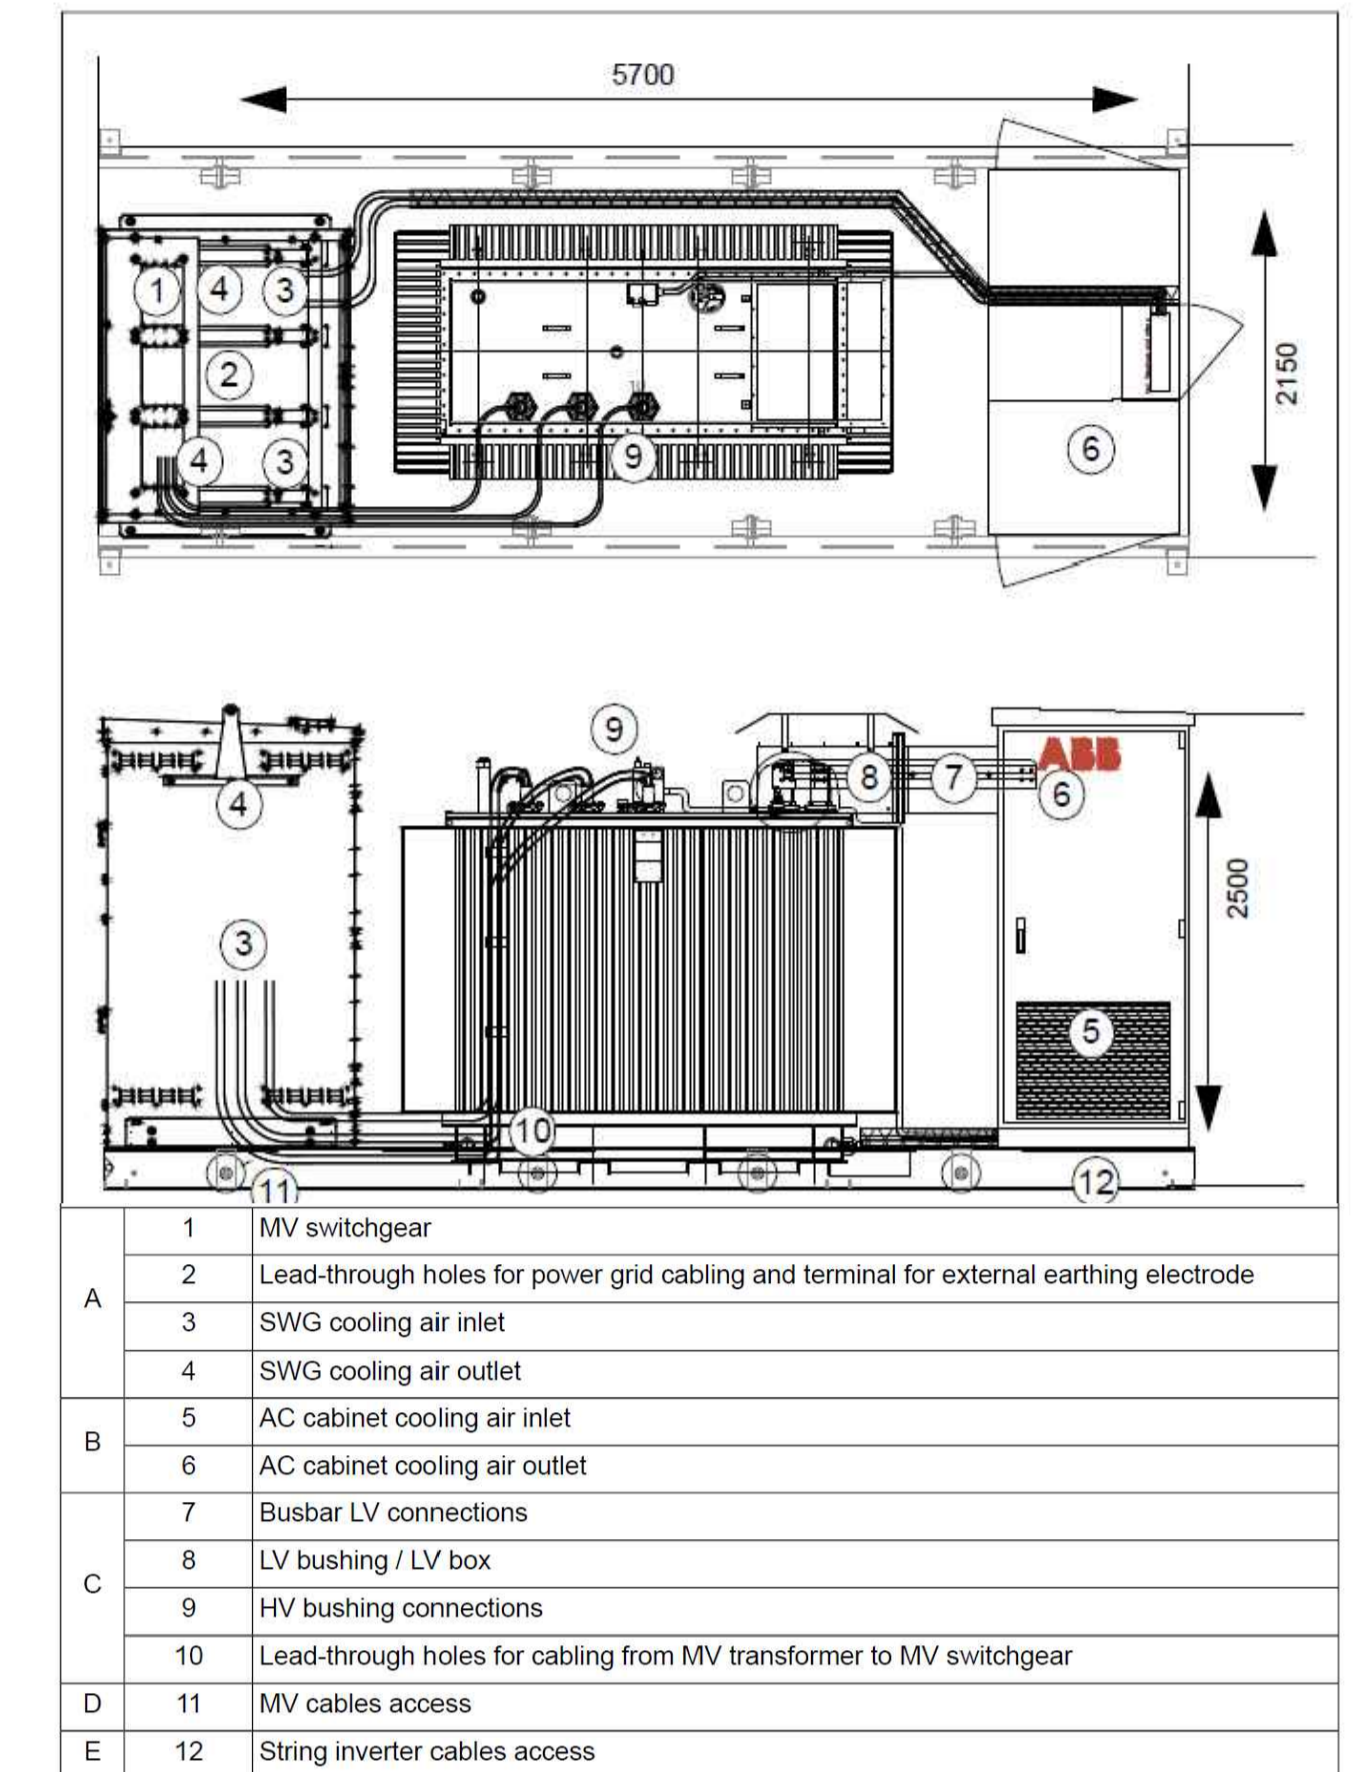 5700
1
4
3
2
4
3
9
6
2150
9
4
8
7
ABB
6
3
2500
5
10
11
12
A
1 MV switchgear
2 Lead-through holes for power grid cabling and terminal for external earthing electrode
3 SWG cooling air inlet
4 SWG cooling air outlet
B
5 AC cabinet cooling air inlet
6 AC cabinet cooling air outlet
C
7 Busbar LV connections
8 LV bushing / LV box
9 HV bushing connections
10 Lead-through holes for cabling from MV transformer to MV switchgear
D 11 MV cables access
E 12 String inverter cables access